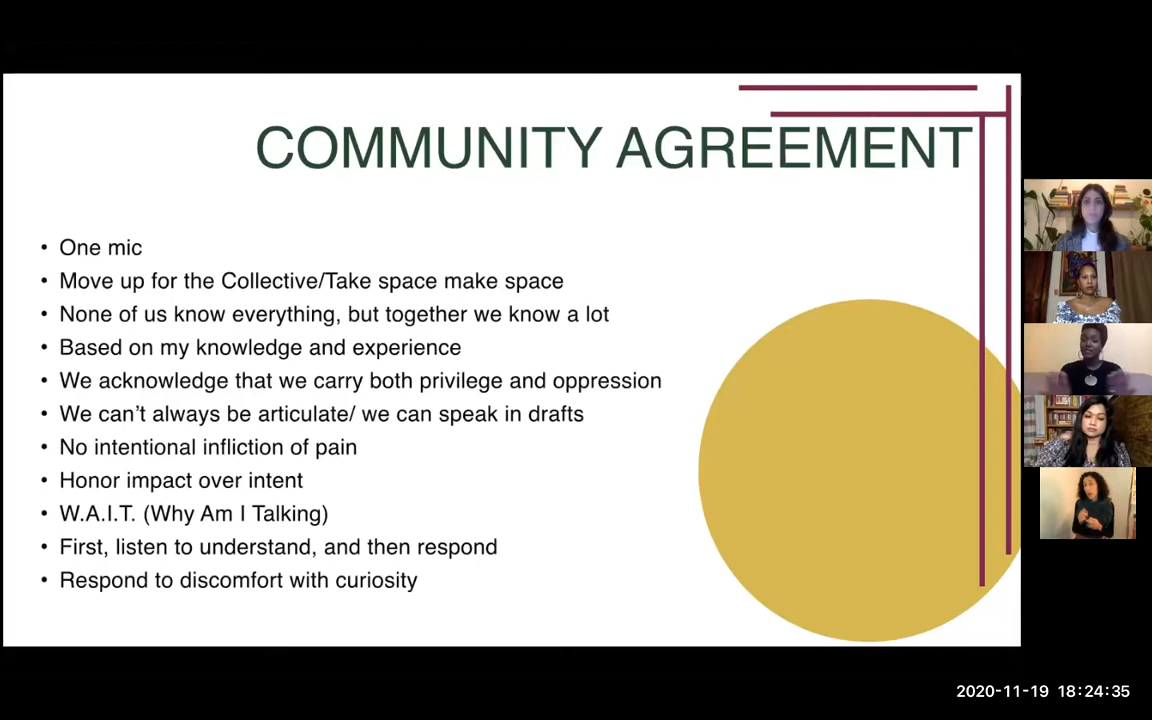 COMMUNITY AGREEMENT
• One mic
• Move up for the Collective/Take space make space
• None of us know everything, but together we know a lot
• Based on my knowledge and experience
• We acknowledge that we carry both privilege and oppression
• We can’t always be articulate/ we can speak in drafts
• No intentional infliction of pain
• Honor impact over intent
• W.A.I.T. (Why Am I Talking)
• First, listen to understand, and then respond
• Respond to discomfort with curiosity
2020-11-19 18:24:35